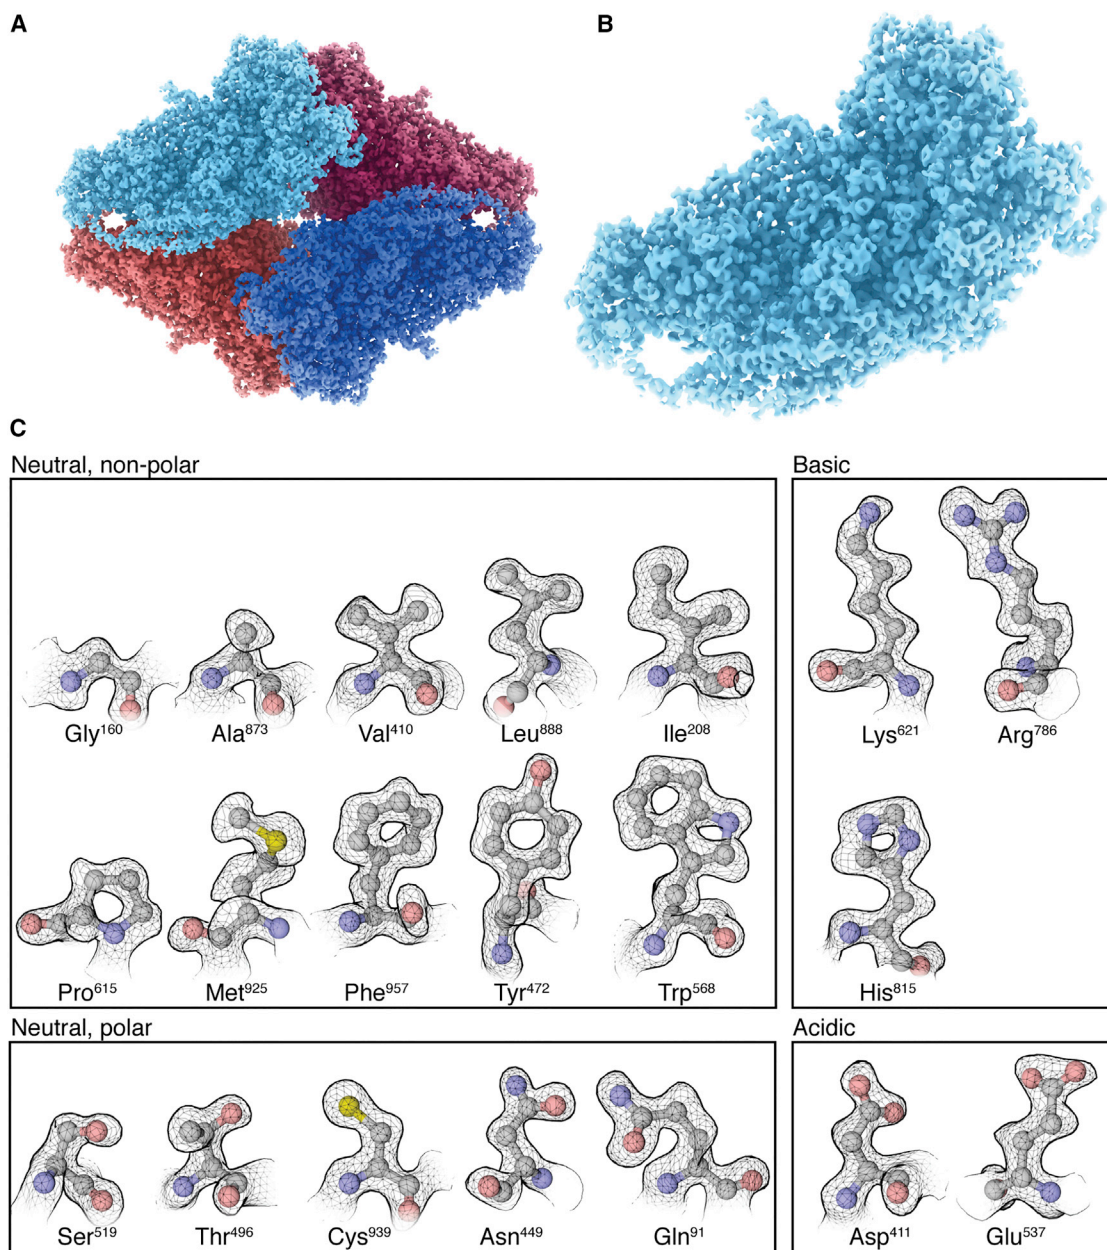 A
B
C
Neutral, non-polar
Basic
Gly160
Ala873
Val410
Leu888
Ile208
Lys621
Arg786
Pro615
Met925
Phe957
Tyr472
Trp568
His815
Neutral, polar
Acidic
Ser519
Thr496
Cys939
Asn449
Gln91
Asp411
Glu537